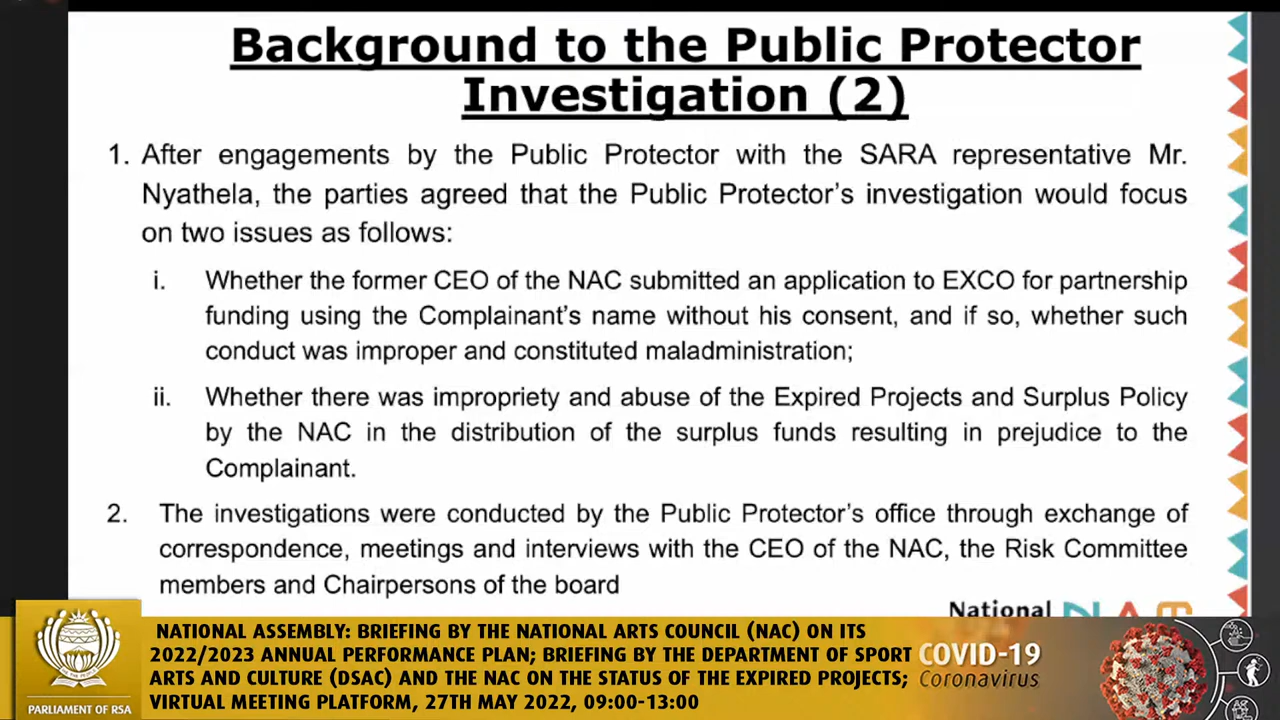 Background to the Public Protector
Investigation (2)
1. After engagements by the Public Protector with the SARA representative Mr.
Nyathela, the parties agreed that the Public Protector's investigation would focus
on two issues as follows:
i. Whether the former CEO of the NAC submitted an application to EXCO for partnership
funding using the Complainant's name without his consent, and if so, whether such
conduct was improper and constituted maladministration;
ii. Whether there was impropriety and abuse of the Expired Projects and Surplus Policy
by the NAC in the distribution of the surplus funds resulting in prejudice to the
Complainant.
2. The investigations were conducted by the Public Protector's office through exchange of
correspondence, meetings and interviews with the CEO of the NAC, the Risk Committee
members and Chairpersons of the board
National
NATIONAL ASSEMBLY: BRIEFING BY THE NATIONAL ARTS COUNCIL (NAC) ON ITS
2022/2023 ANNUAL PERFORMANCE PLAN; BRIEFING BY THE DEPARTMENT OF SPORT
ARTS AND CULTURE (DSAC) AND THE NAC ON THE STATUS OF THE EXPIRED PROJECTS;
VIRTUAL MEETING PLATFORM, 27TH MAY 2022, 09:00-13:00
PARLIAMENT OF RSA
COVID-19
Coronavirus